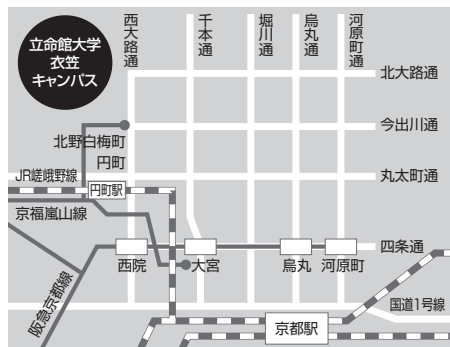 立命館大学
衣笠
キャンパス
西大路通
千本通
堀川通
烏丸通
河原町通
北大路通
今出川通
北野白梅町
円町
丸太町通
JR嵯峨野線
円町駅
京福嵐山線
四条通
西院
大宮
烏丸
河原町
阪急京都線
国道1号線
京都駅